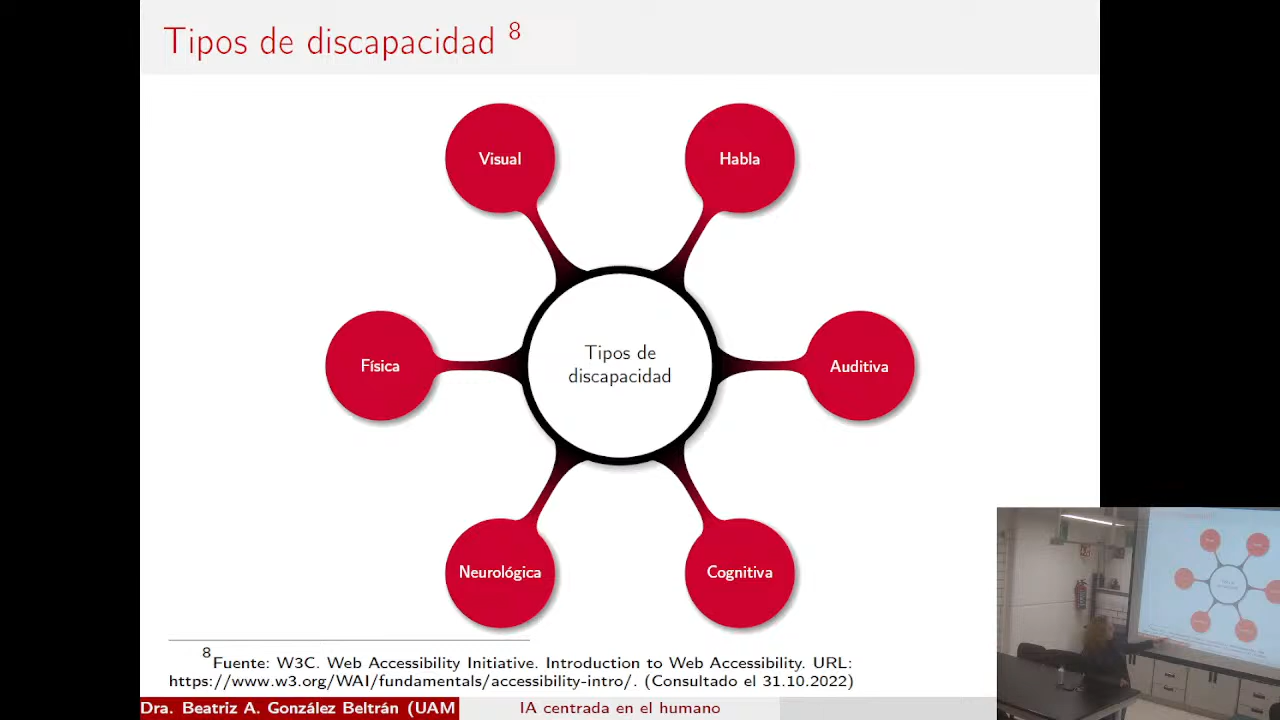 Tipos de discapacidad 8
Visual
Habla
Física
Tipos de
discapacidad
Auditiva
Neurológica
Cognitiva
8Fuente: W3C. Web Accessibility Initiative. Introduction to Web Accessibility. URL:
https://www.w3.org/WAI/fundamentals/accessibility-intro/. (Consultado el 31.10.2022)
Dra. Beatriz A. González Beltrán (UAM
IA centrada en el humano